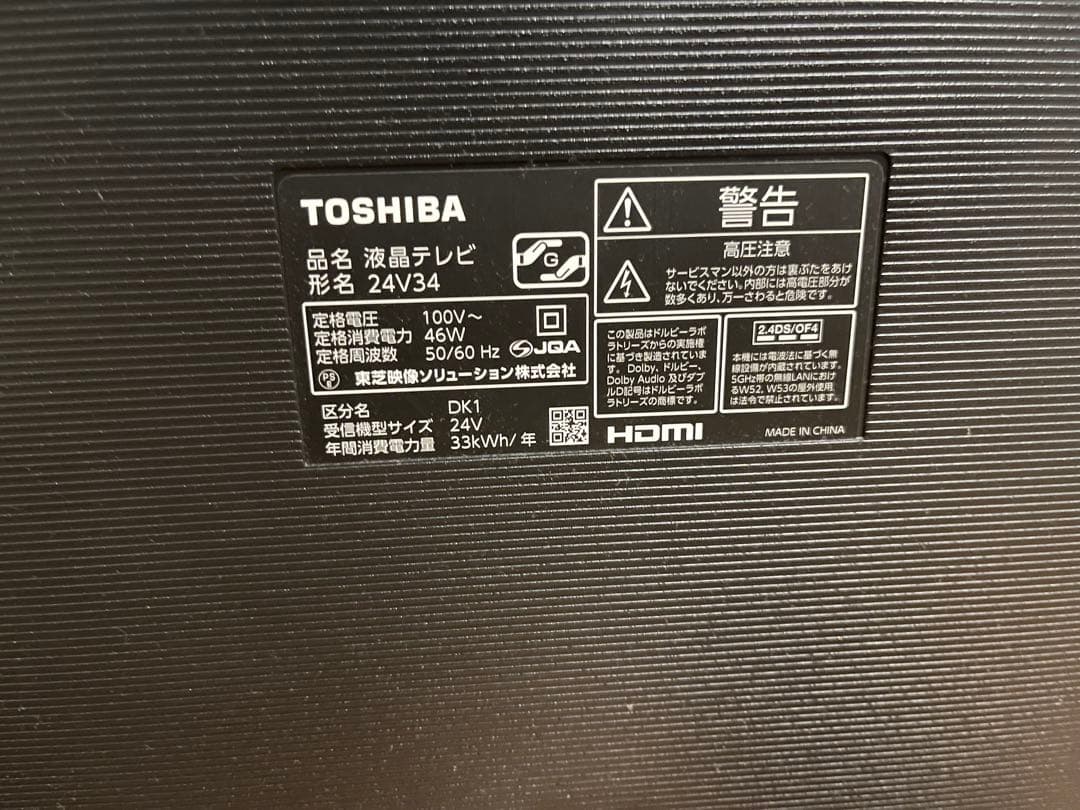 TOSHIBA
品名 液晶テレビ
形名 24V34
G
定格電圧 100V～
定格消費電力 46W
定格周波数 50/60 Hz
JQA
PS
E
東芝映像ソリューション株式会社
区分名 DK1
受信機型サイズ 24V
年間消費電力量 33kWh/年
警告
高圧注意
サービスマン以外の方は裏ぶたをあけ
ないでください。内部には高電圧部分が
数多くあり、万一さわると危険です。
この製品はドルビーラボ
ラトリーズからの実施権
に基づき製造されていま
す。Dolby、ドルビー、
Dolby Audio 及びダブ
ルD記号はドルビーラボ
ラトリーズの商標です。
2.4DS/OF4
本機には電波法に基づく無
線設備が内蔵されています。
5GHz帯の無線LANにおけ
るW52、W53の屋外使用
は法令で禁止されています。
HDMI
MADE IN CHINA